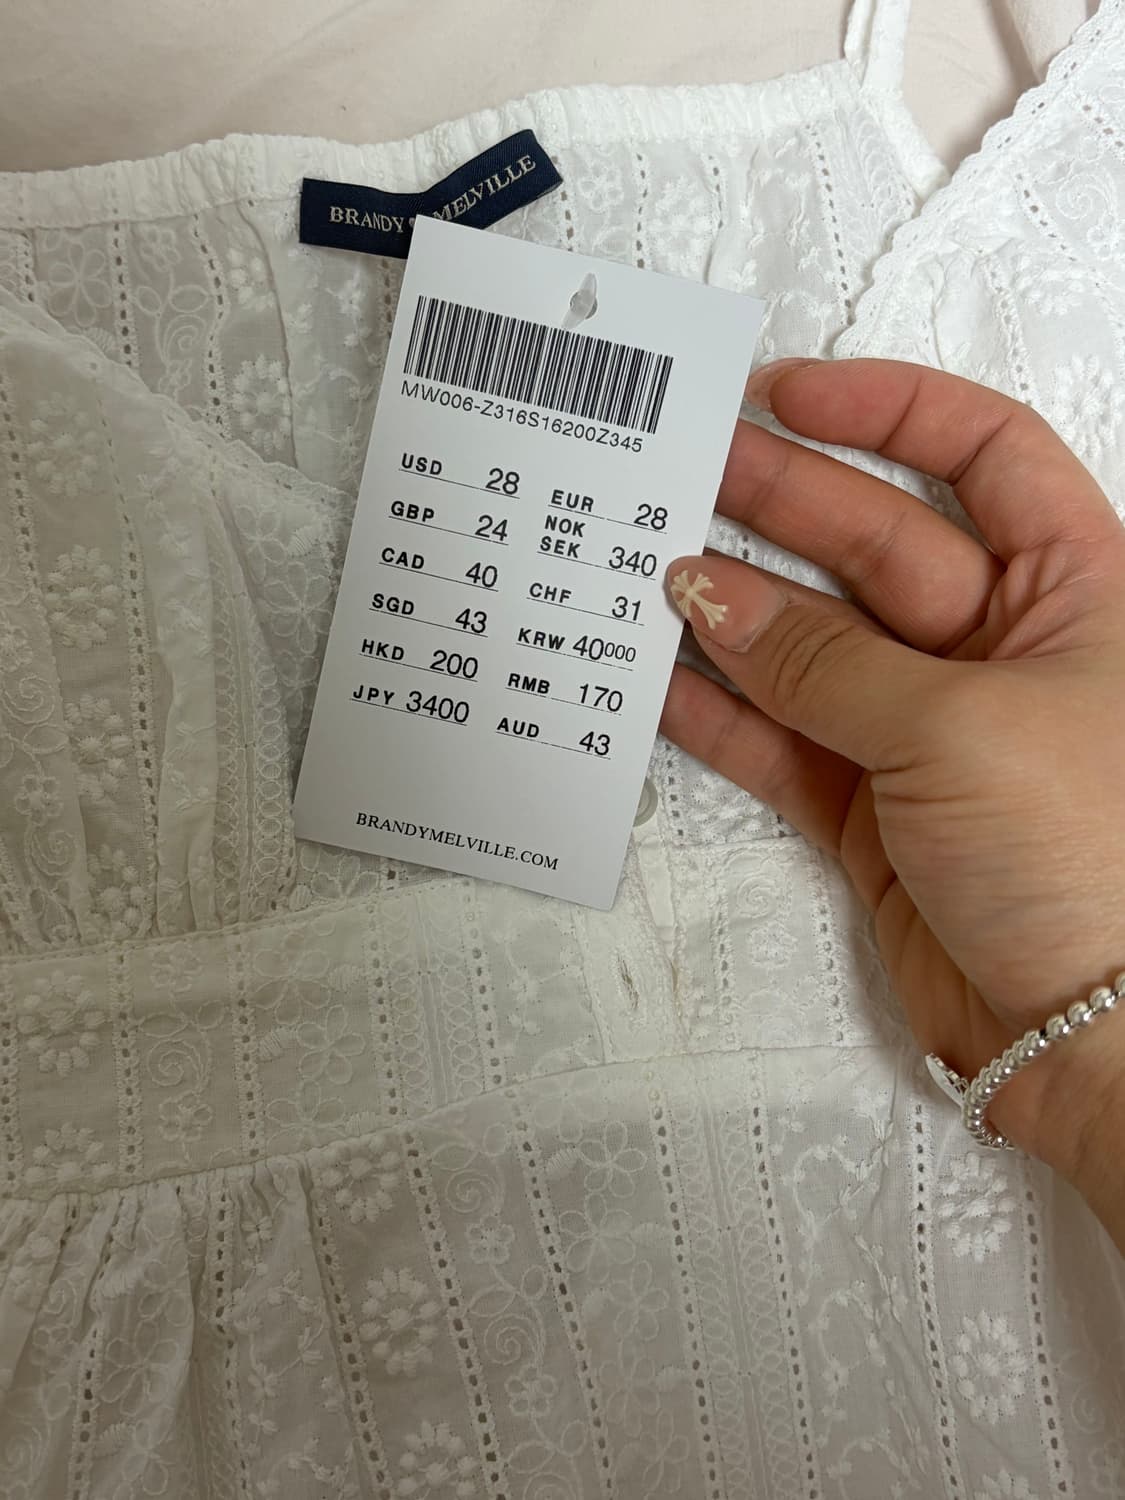 BRANDY MELVILLE
MW006-Z316S16200Z345
USD 28
GBP 24
CAD 40
SGD 43
HKD 200
JPY 3400
EUR 28
NOK
SEK 340
CHF 31
KRW 40000
RMB 170
AUD 43
BRANDYMELVILLE.COM